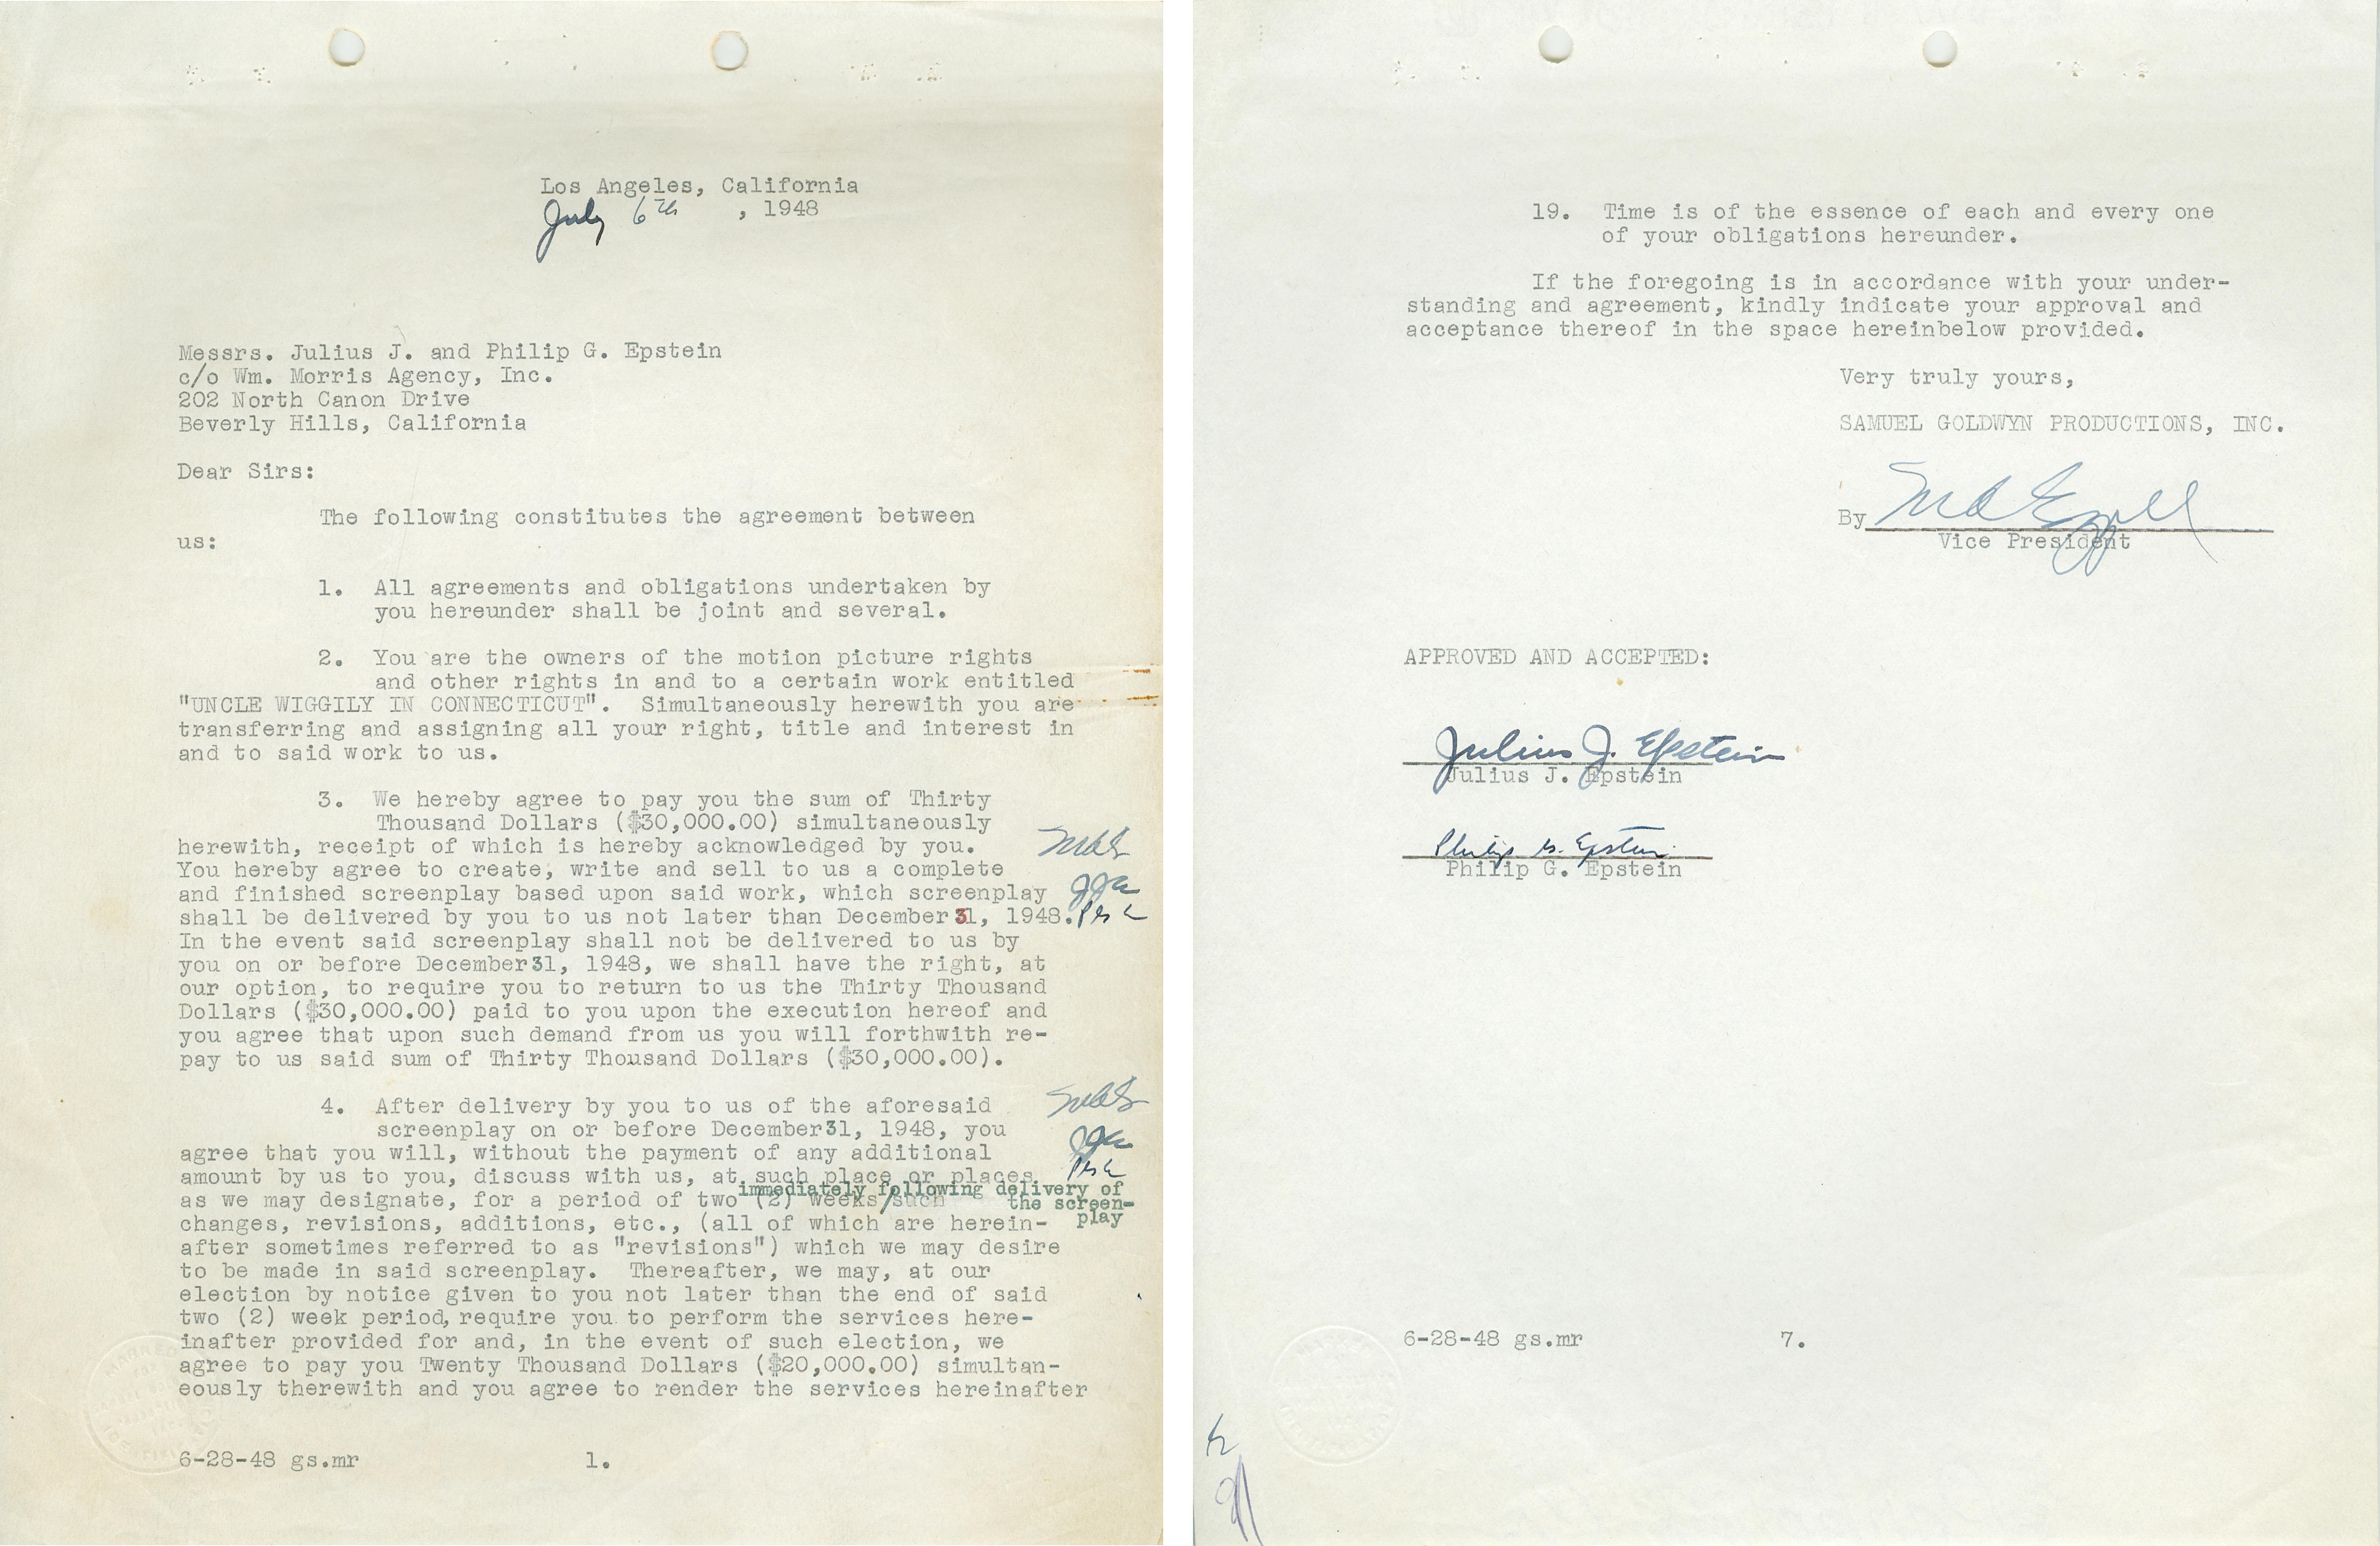 Los Angeles, California
July 6th , 1948
Messrs. Julius J. and Philip G. Epstein
c/o Wm. Morris Agency, Inc.
202 North Canon Drive
Beverly Hills, California
Dear Sirs:
The following constitutes the agreement between
us:
1. All agreements and obligations undertaken by
you hereunder shall be joint and several.
2. You are the owners of the motion picture rights
and other rights in and to a certain work entitled
"UNCLE WIGGILY IN CONNECTICUT". Simultaneously herewith you are
transferring and assigning all your right, title and interest in
and to said work to us.
3. We hereby agree to pay you the sum of Thirty
Thousand Dollars ($30,000.00) simultaneously
herewith, receipt of which is hereby acknowledged by you.
You hereby agree to create, write and sell to us a complete
and finished screenplay based upon said work, which screenplay
JJE
shall be delivered by you to us not later than December 31, 1948.
PGE
In the event said screenplay shall not be delivered to us by
you on or before December 31, 1948, we shall have the right, at
our option, to require you to return to us the Thirty Thousand
Dollars ($30,000.00) paid to you upon the execution hereof and
you agree that upon such demand from us you will forthwith re-
pay to us said sum of Thirty Thousand Dollars ($30,000.00).
4. After delivery by you to us of the aforesaid
screenplay on or before December 31, 1948, you
JJE
agree that you will, without the payment of any additional
PGE
amount by us to you, discuss with us, at such place or places
immediately following delivery of
as we may designate, for a period of two (2) weeks/such the screen-
play
changes, revisions, additions, etc., (all of which are herein-
after sometimes referred to as "revisions") which we may desire
to be made in said screenplay. Thereafter, we may, at our
election by notice given to you not later than the end of said
two (2) week period, require you to perform the services here-
inafter provided for and, in the event of such election, we
agree to pay you Twenty Thousand Dollars ($20,000.00) simultan-
eously therewith and you agree to render the services hereinafter
6-28-48 gs.mr 1.
19. Time is of the essence of each and every one
of your obligations hereunder.
If the foregoing is in accordance with your under-
standing and agreement, kindly indicate your approval and
acceptance thereof in the space hereinbelow provided.
Very truly yours,
SAMUEL GOLDWYN PRODUCTIONS, INC.
By
Vice President
APPROVED AND ACCEPTED:
Julius J. Epstein
Julius J. Epstein
Philip G. Epstein
Philip G. Epstein
6-28-48 gs.mr 7.